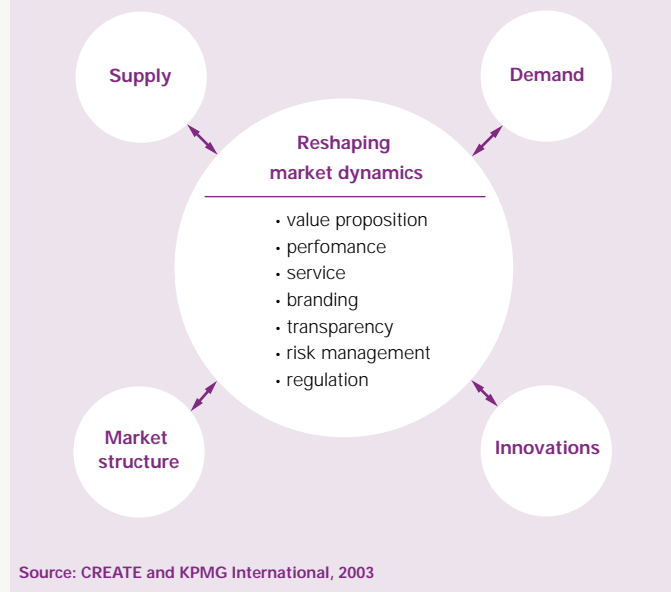 Supply
Demand
Reshaping
market dynamics
• value proposition
• perfomance
• service
• branding
• transparency
• risk management
• regulation
Market
structure
Innovations
Source: CREATE and KPMG International, 2003